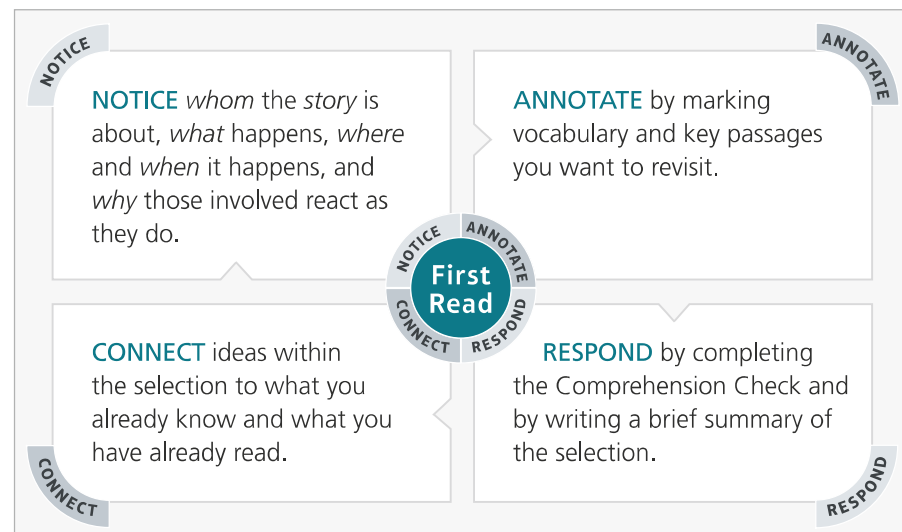 NOTICE
NOTICE whom the story is
about, what happens, where
and when it happens, and
why those involved react as
they do.
ANNOTATE
ANNOTATE by marking
vocabulary and key passages
you want to revisit.
NOTICE
ANNOTATE
First
Read
CONNECT
RESPOND
CONNECT ideas within
the selection to what you
already know and what you
have already read.
CONNECT
RESPOND by completing
the Comprehension Check and
by writing a brief summary of
the selection.
RESPOND